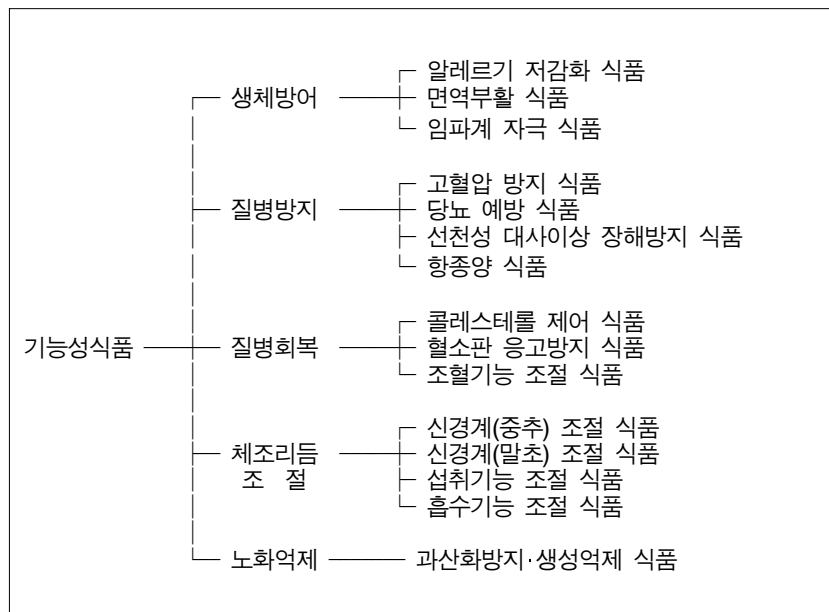 알레르기 저감화 식품
생체방어 면역부활 식품
임파계 자극 식품
고혈압 방지 식품
질병방지 당뇨 예방 식품
선천성 대사이상 장해방지 식품
항종양 식품
콜레스테롤 제어 식품
기능성식품 질병회복 혈소판 응고방지 식품
조혈기능 조절 식품
신경계(중추) 조절 식품
체조리듬 신경계(말초) 조절 식품
조 절 섭취기능 조절 식품
흡수기능 조절 식품
노화억제 과산화방지·생성억제 식품